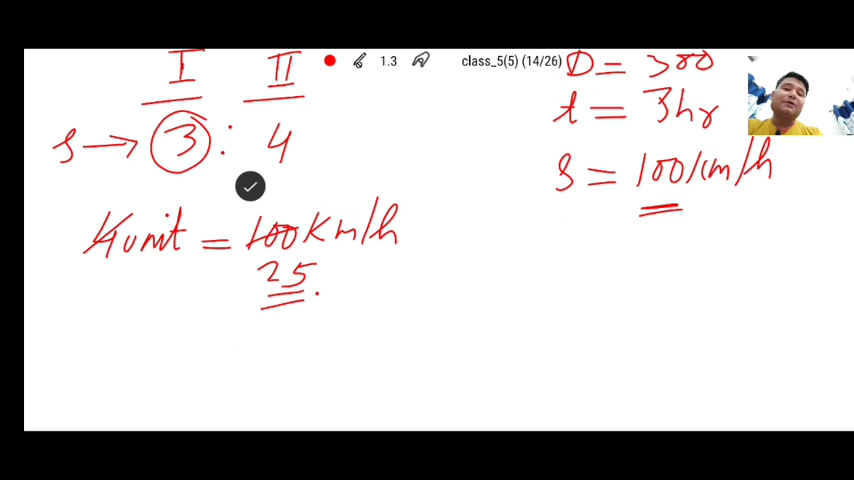 I II
1.3 class_5(5) (14/26)
D = 300
t = 3hr
s → 3 : 4
S = 100km/h
4unit = 100Km/h
25.